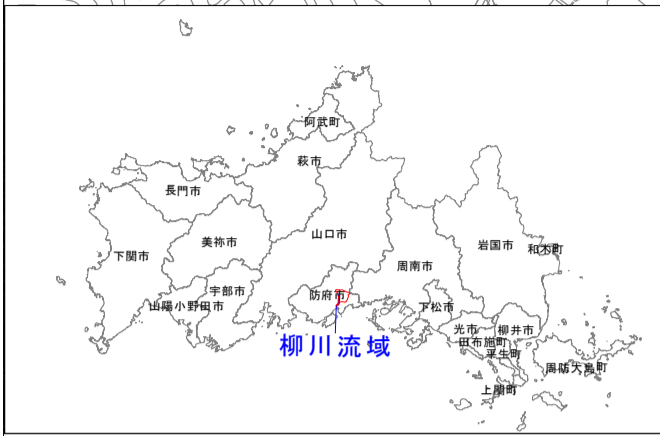 阿武町
萩市
長門市
山口市
美祢市
下関市
岩国市
和木町
周南市
宇部市
防府市
山陽小野田市
下松市
光市
柳井市
田布施町
平生町
柳川流域
周防大島町
上関町